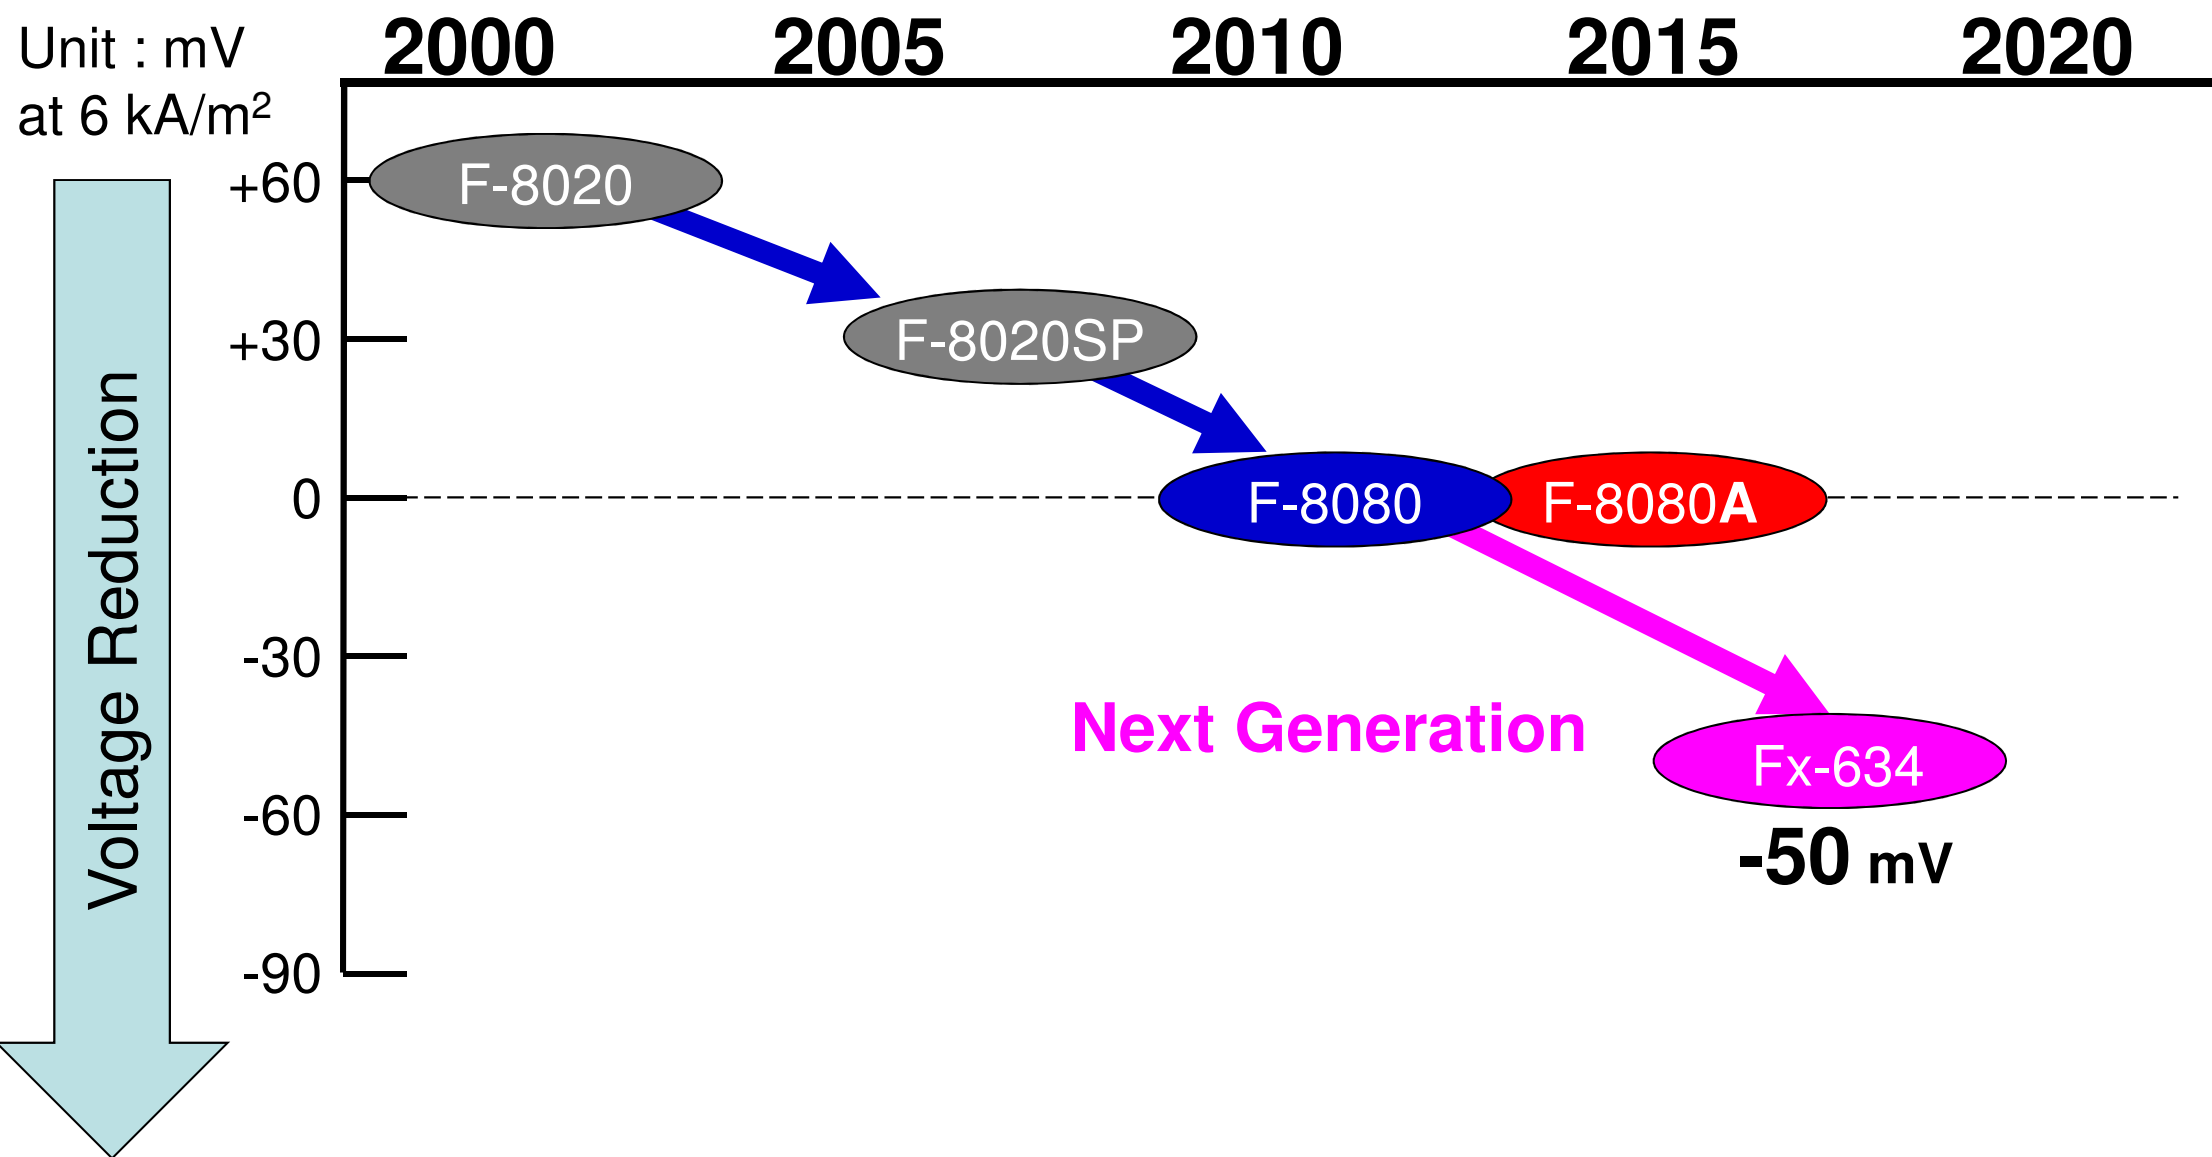 Unit : mV
at 6 kA/m²
2000 2005 2010 2015 2020
+60
+30
0
-30
-60
-90
Voltage Reduction
F-8020
F-8020SP
F-8080
F-8080A
Next Generation
Fx-634
-50 mV